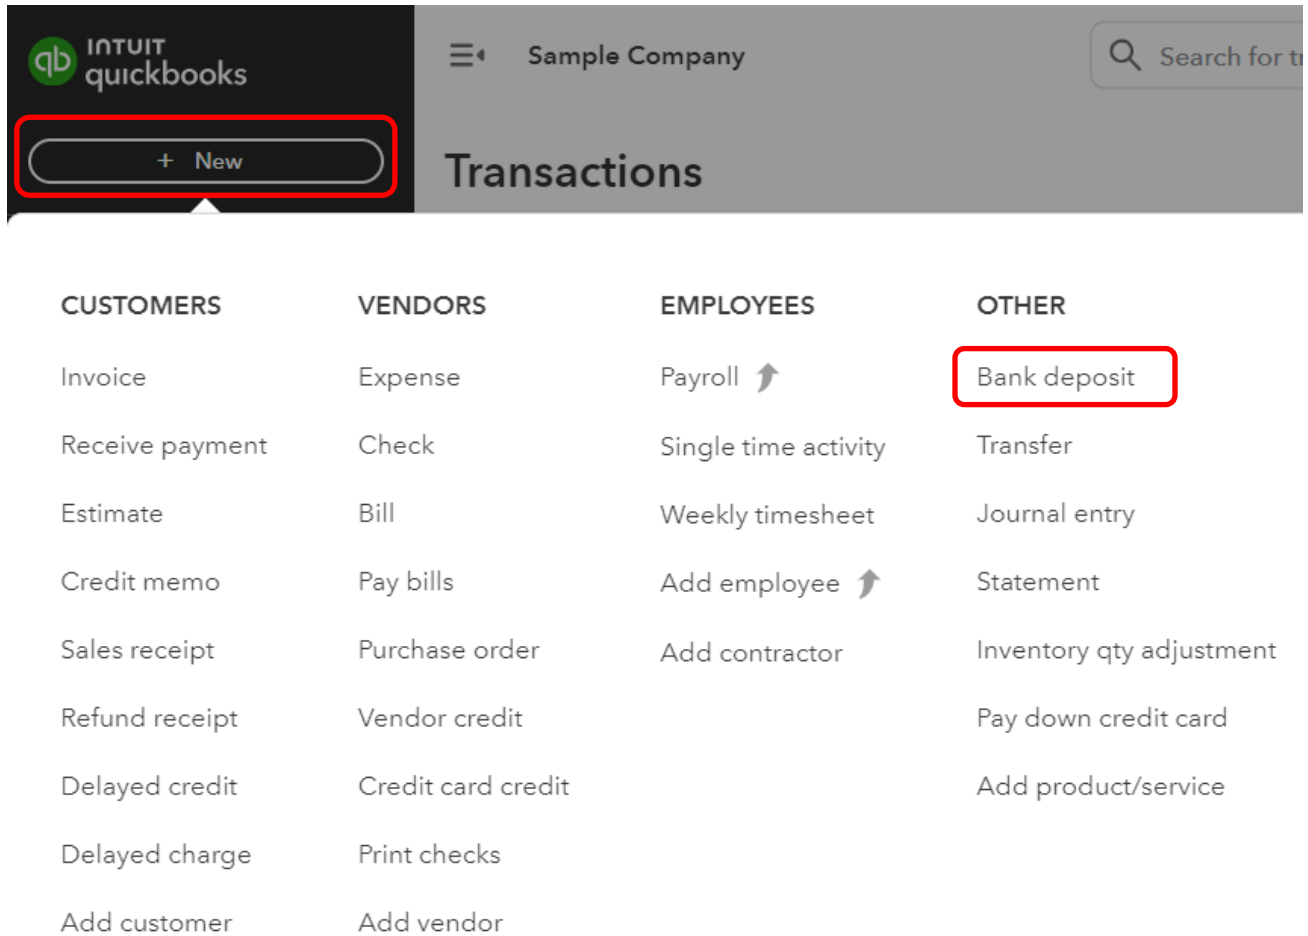 INTUIT
quickbooks
Sample Company
Search for tr
+ New
Transactions
CUSTOMERS
Invoice
Receive payment
Estimate
Credit memo
Sales receipt
Refund receipt
Delayed credit
Delayed charge
Add customer
VENDORS
Expense
Check
Bill
Pay bills
Purchase order
Vendor credit
Credit card credit
Print checks
Add vendor
EMPLOYEES
Payroll
Single time activity
Weekly timesheet
Add employee
Add contractor
OTHER
Bank deposit
Transfer
Journal entry
Statement
Inventory qty adjustment
Pay down credit card
Add product/service